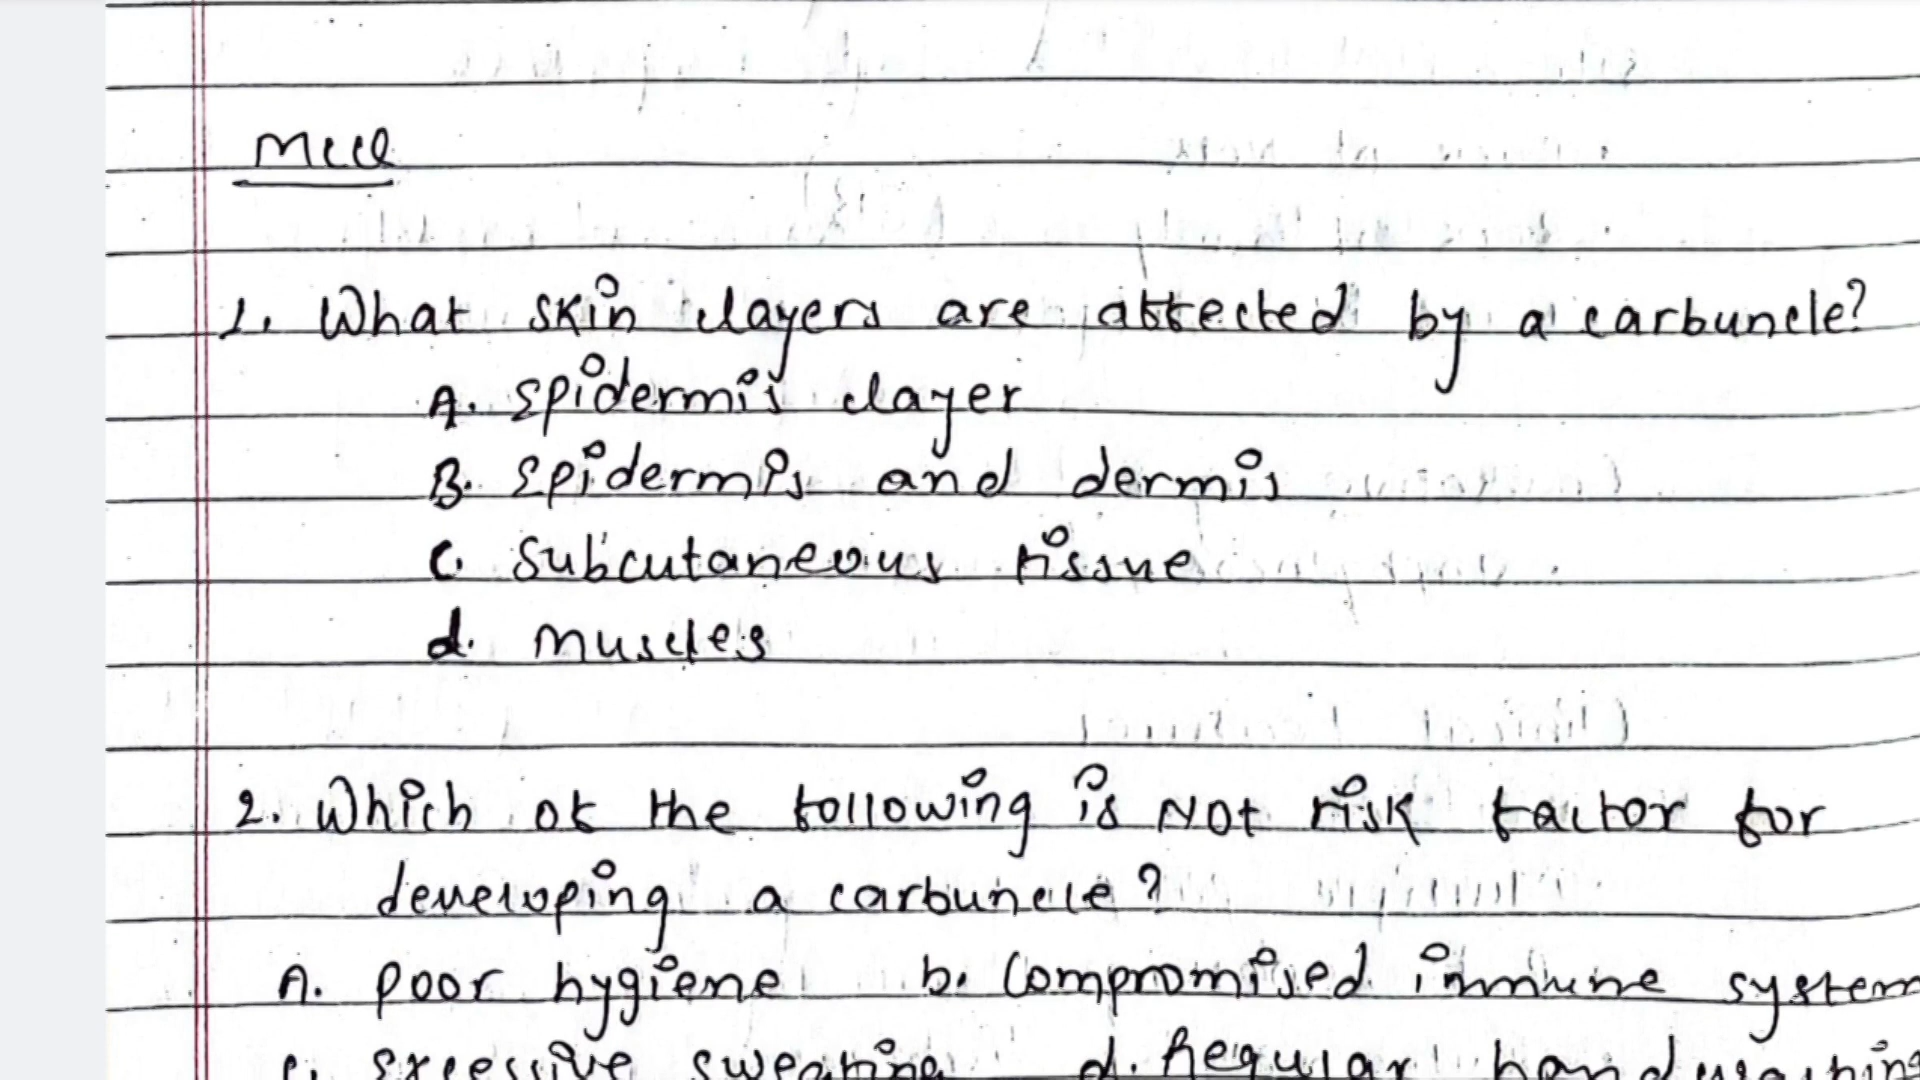 MCQ
1. What skin layers are affected by a carbuncle?
A. Epidermis layer
B. Epidermis and dermis
C. Subcutaneous tissue
d. muscles
2. Which of the following is NOT risk factor for
developing a carbuncle?
A. Poor hygiene b. Compromised immune system
c. Excessive sweating d. Regular handwashing